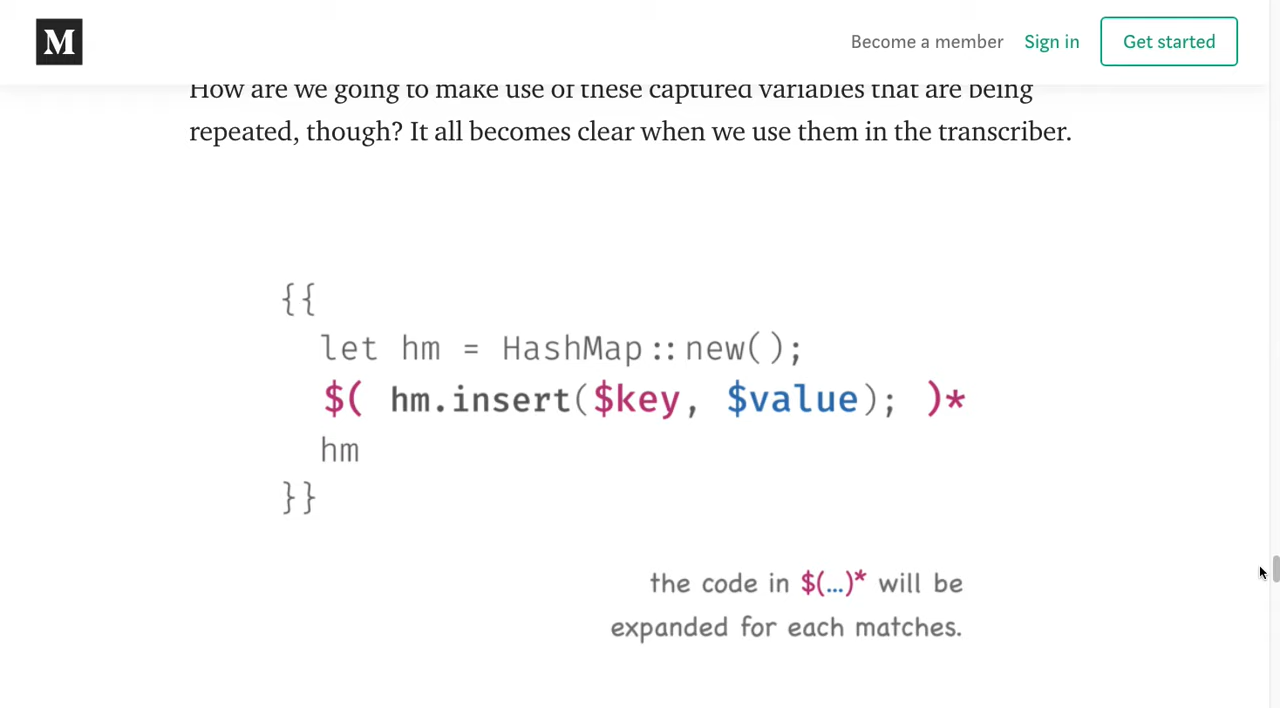 M
Become a member Sign in Get started
How are we going to make use of these captured variables that are being
repeated, though? It all becomes clear when we use them in the transcriber.
{{
let hm = HashMap::new();
$( hm.insert($key, $value); )*
hm
}}
the code in $(…)* will be
expanded for each matches.